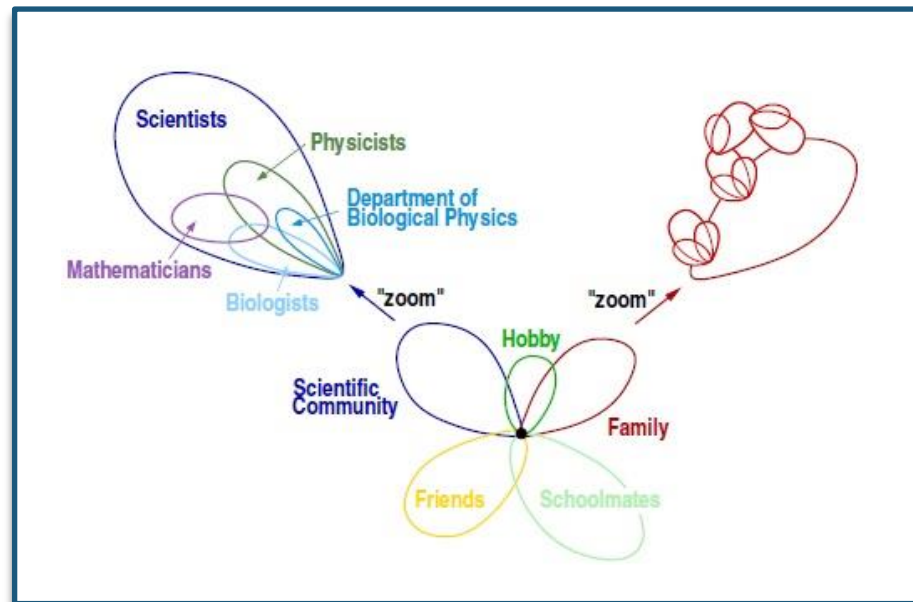 Scientists
Physicists
Department of
Biological Physics
Mathematicians
Biologists
"zoom"
"zoom"
Hobby
Scientific
Community
Family
Friends
Schoolmates